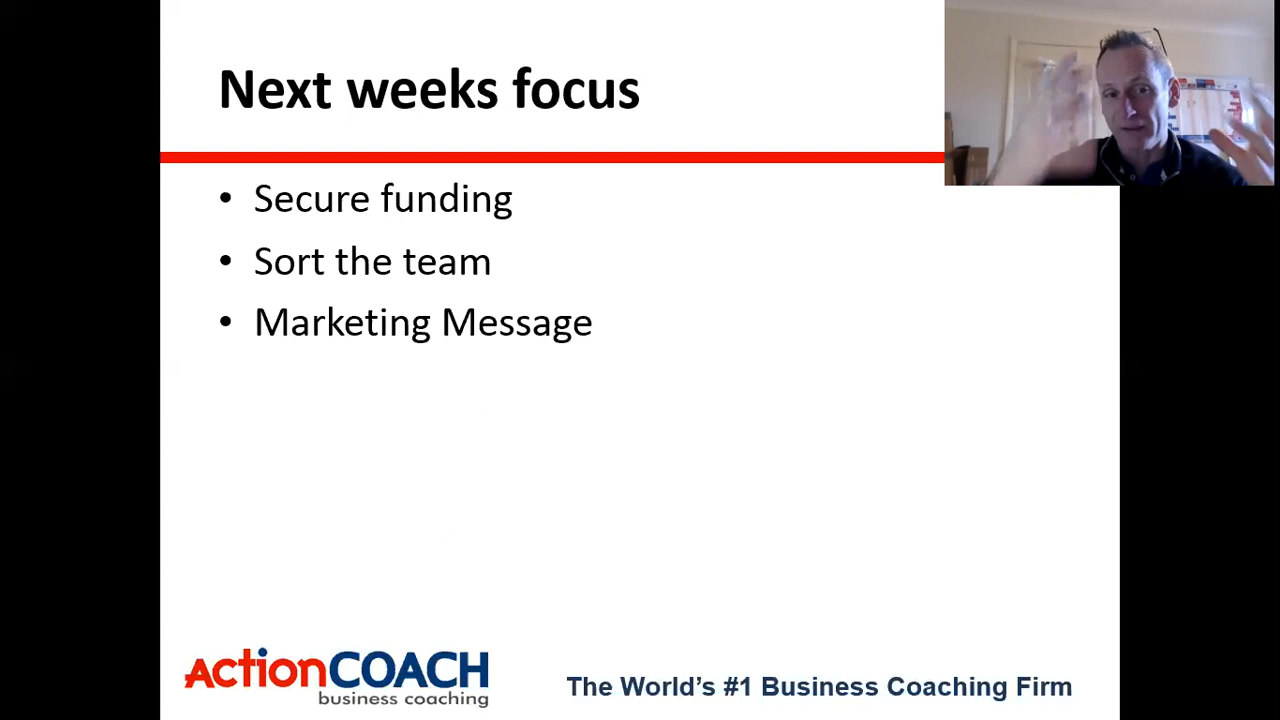 Next weeks focus
• Secure funding
• Sort the team
• Marketing Message
ActionCOACH
business coaching
The World's #1 Business Coaching Firm